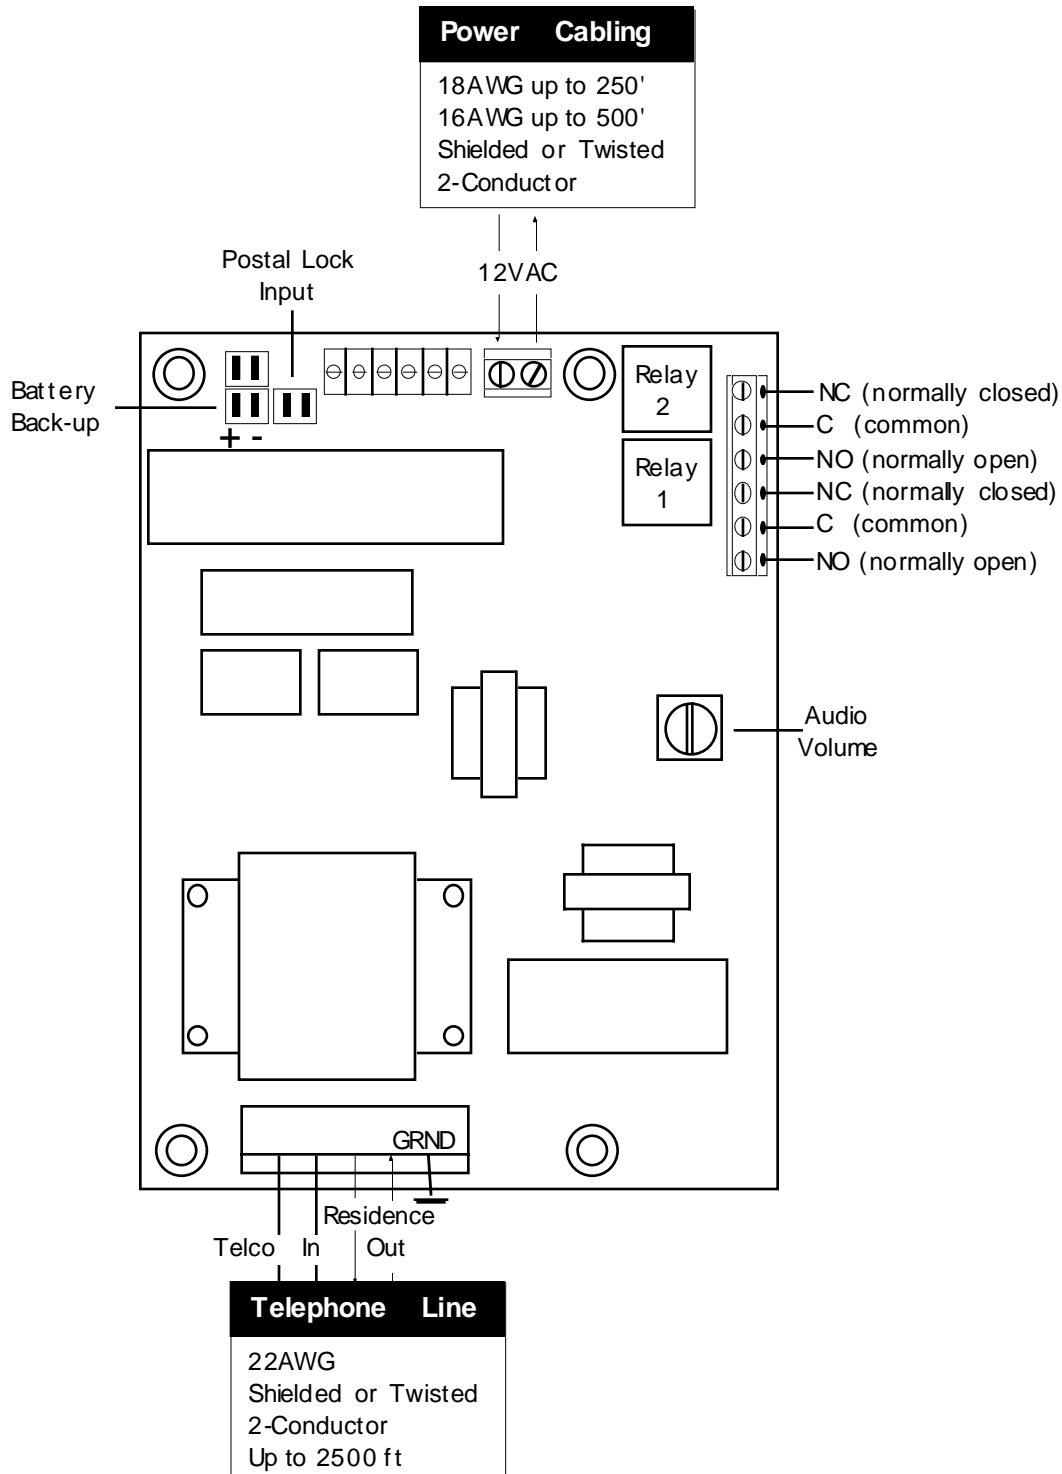 Power Cabling
18AWG up to 250'
16AWG up to 500'
Shielded or Twisted
2-Conductor
12VAC
Postal Lock
Input
Battery
Back-up
+ -
Relay
2
Relay
1
NC (normally closed)
C (common)
NO (normally open)
NC (normally closed)
C (common)
NO (normally open)
Audio
Volume
GRND
Residence
Telco In Out
Telephone Line
22AWG
Shielded or Twisted
2-Conductor
Up to 2500 ft